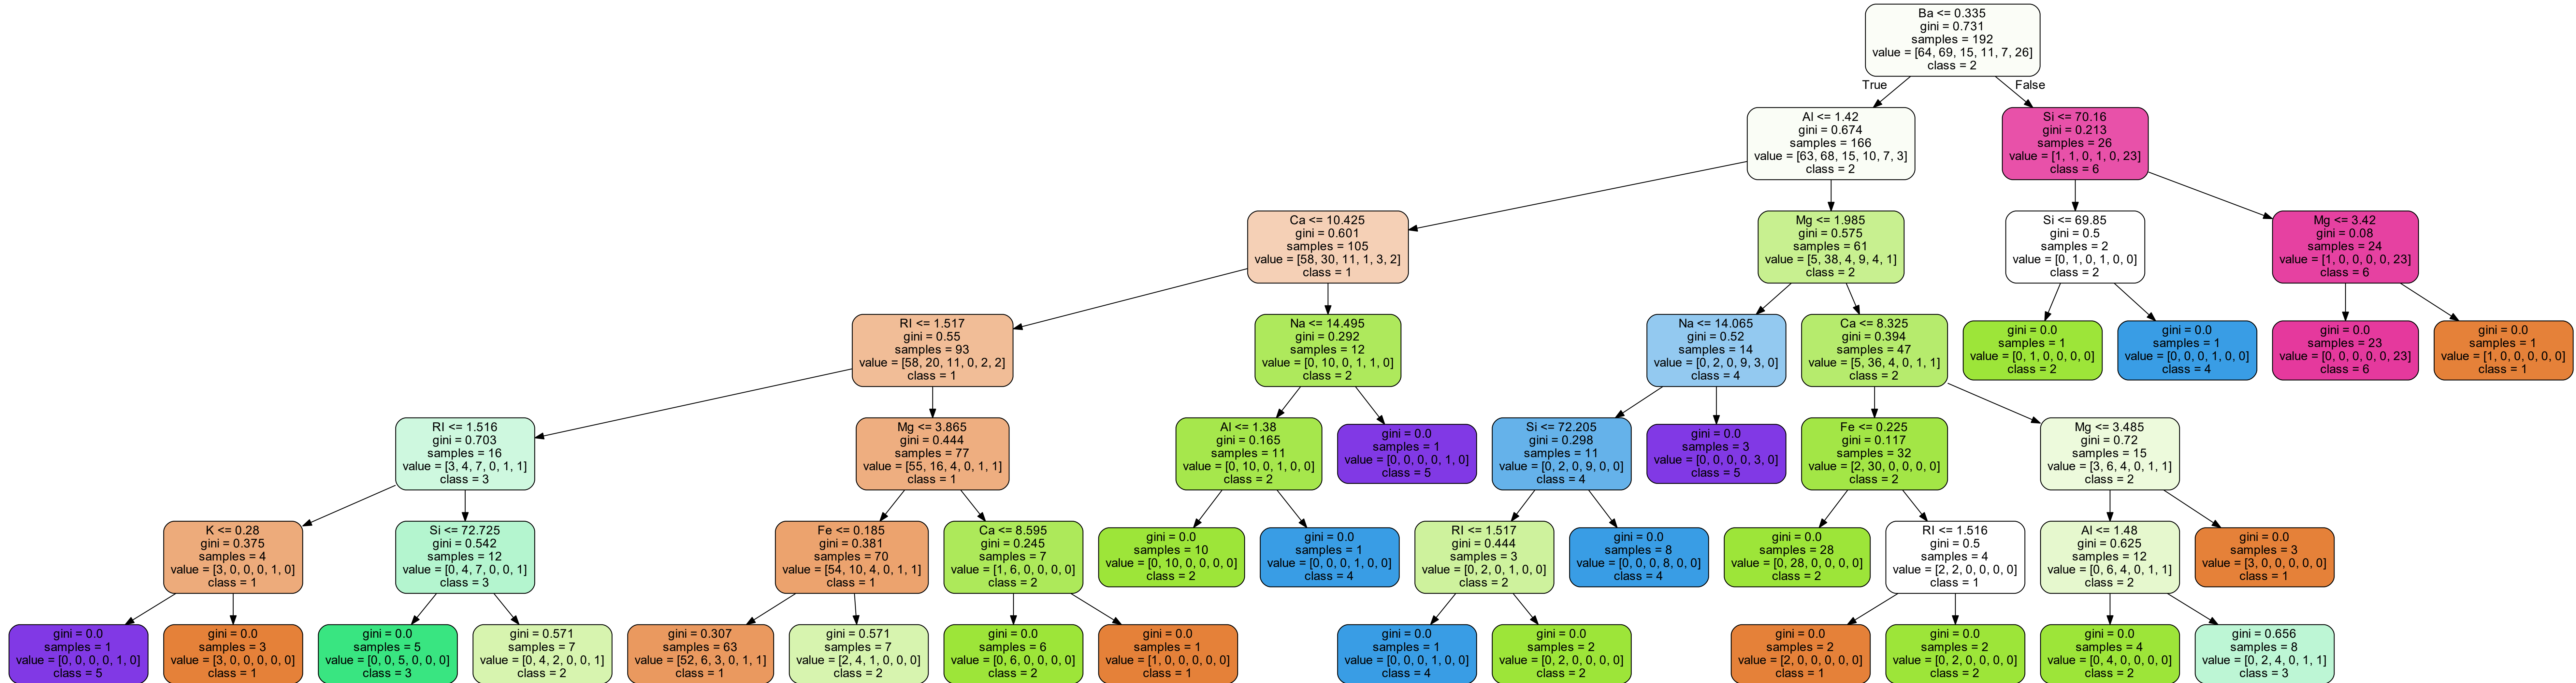 Ba <= 0.335
gini = 0.731
samples = 192
value = [64, 69, 15, 11, 7, 26]
class = 2
True
False
Al <= 1.42
gini = 0.674
samples = 166
value = [63, 68, 15, 10, 7, 3]
class = 2
Si <= 70.16
gini = 0.213
samples = 26
value = [1, 1, 0, 1, 0, 23]
class = 6
Ca <= 10.425
gini = 0.601
samples = 105
value = [58, 30, 11, 1, 3, 2]
class = 1
Mg <= 1.985
gini = 0.575
samples = 61
value = [5, 38, 4, 9, 4, 1]
class = 2
Si <= 69.85
gini = 0.5
samples = 2
value = [0, 1, 0, 1, 0, 0]
class = 2
Mg <= 3.42
gini = 0.08
samples = 24
value = [1, 0, 0, 0, 0, 23]
class = 6
RI <= 1.517
gini = 0.55
samples = 93
value = [58, 20, 11, 0, 2, 2]
class = 1
Na <= 14.495
gini = 0.292
samples = 12
value = [0, 10, 0, 1, 1, 0]
class = 2
Na <= 14.065
gini = 0.52
samples = 14
value = [0, 2, 0, 9, 3, 0]
class = 4
Ca <= 8.325
gini = 0.394
samples = 47
value = [5, 36, 4, 0, 1, 1]
class = 2
gini = 0.0
samples = 1
value = [0, 1, 0, 0, 0, 0]
class = 2
gini = 0.0
samples = 1
value = [0, 0, 0, 1, 0, 0]
class = 4
gini = 0.0
samples = 23
value = [0, 0, 0, 0, 0, 23]
class = 6
gini = 0.0
samples = 1
value = [1, 0, 0, 0, 0, 0]
class = 1
RI <= 1.516
gini = 0.703
samples = 16
value = [3, 4, 7, 0, 1, 1]
class = 3
Mg <= 3.865
gini = 0.444
samples = 77
value = [55, 16, 4, 0, 1, 1]
class = 1
Al <= 1.38
gini = 0.165
samples = 11
value = [0, 10, 0, 1, 0, 0]
class = 2
gini = 0.0
samples = 1
value = [0, 0, 0, 0, 1, 0]
class = 5
Si <= 72.205
gini = 0.298
samples = 11
value = [0, 2, 0, 9, 0, 0]
class = 4
gini = 0.0
samples = 3
value = [0, 0, 0, 0, 3, 0]
class = 5
Fe <= 0.225
gini = 0.117
samples = 32
value = [2, 30, 0, 0, 0, 0]
class = 2
Mg <= 3.485
gini = 0.72
samples = 15
value = [3, 6, 4, 0, 1, 1]
class = 2
K <= 0.28
gini = 0.375
samples = 4
value = [3, 0, 0, 0, 1, 0]
class = 1
Si <= 72.725
gini = 0.542
samples = 12
value = [0, 4, 7, 0, 0, 1]
class = 3
Fe <= 0.185
gini = 0.381
samples = 70
value = [54, 10, 4, 0, 1, 1]
class = 1
Ca <= 8.595
gini = 0.245
samples = 7
value = [1, 6, 0, 0, 0, 0]
class = 2
gini = 0.0
samples = 10
value = [0, 10, 0, 0, 0, 0]
class = 2
gini = 0.0
samples = 1
value = [0, 0, 0, 1, 0, 0]
class = 4
RI <= 1.517
gini = 0.444
samples = 3
value = [0, 2, 0, 1, 0, 0]
class = 2
gini = 0.0
samples = 8
value = [0, 0, 0, 8, 0, 0]
class = 4
gini = 0.0
samples = 28
value = [0, 28, 0, 0, 0, 0]
class = 2
RI <= 1.516
gini = 0.5
samples = 4
value = [2, 2, 0, 0, 0, 0]
class = 1
Al <= 1.48
gini = 0.625
samples = 12
value = [0, 6, 4, 0, 1, 1]
class = 2
gini = 0.0
samples = 3
value = [3, 0, 0, 0, 0, 0]
class = 1
gini = 0.0
samples = 1
value = [0, 0, 0, 0, 1, 0]
class = 5
gini = 0.0
samples = 3
value = [3, 0, 0, 0, 0, 0]
class = 1
gini = 0.0
samples = 5
value = [0, 0, 5, 0, 0, 0]
class = 3
gini = 0.571
samples = 7
value = [0, 4, 2, 0, 0, 1]
class = 2
gini = 0.307
samples = 63
value = [52, 6, 3, 0, 1, 1]
class = 1
gini = 0.571
samples = 7
value = [2, 4, 1, 0, 0, 0]
class = 2
gini = 0.0
samples = 6
value = [0, 6, 0, 0, 0, 0]
class = 2
gini = 0.0
samples = 1
value = [1, 0, 0, 0, 0, 0]
class = 1
gini = 0.0
samples = 1
value = [0, 0, 0, 1, 0, 0]
class = 4
gini = 0.0
samples = 2
value = [0, 2, 0, 0, 0, 0]
class = 2
gini = 0.0
samples = 2
value = [2, 0, 0, 0, 0, 0]
class = 1
gini = 0.0
samples = 2
value = [0, 2, 0, 0, 0, 0]
class = 2
gini = 0.0
samples = 4
value = [0, 4, 0, 0, 0, 0]
class = 2
gini = 0.656
samples = 8
value = [0, 2, 4, 0, 1, 1]
class = 3